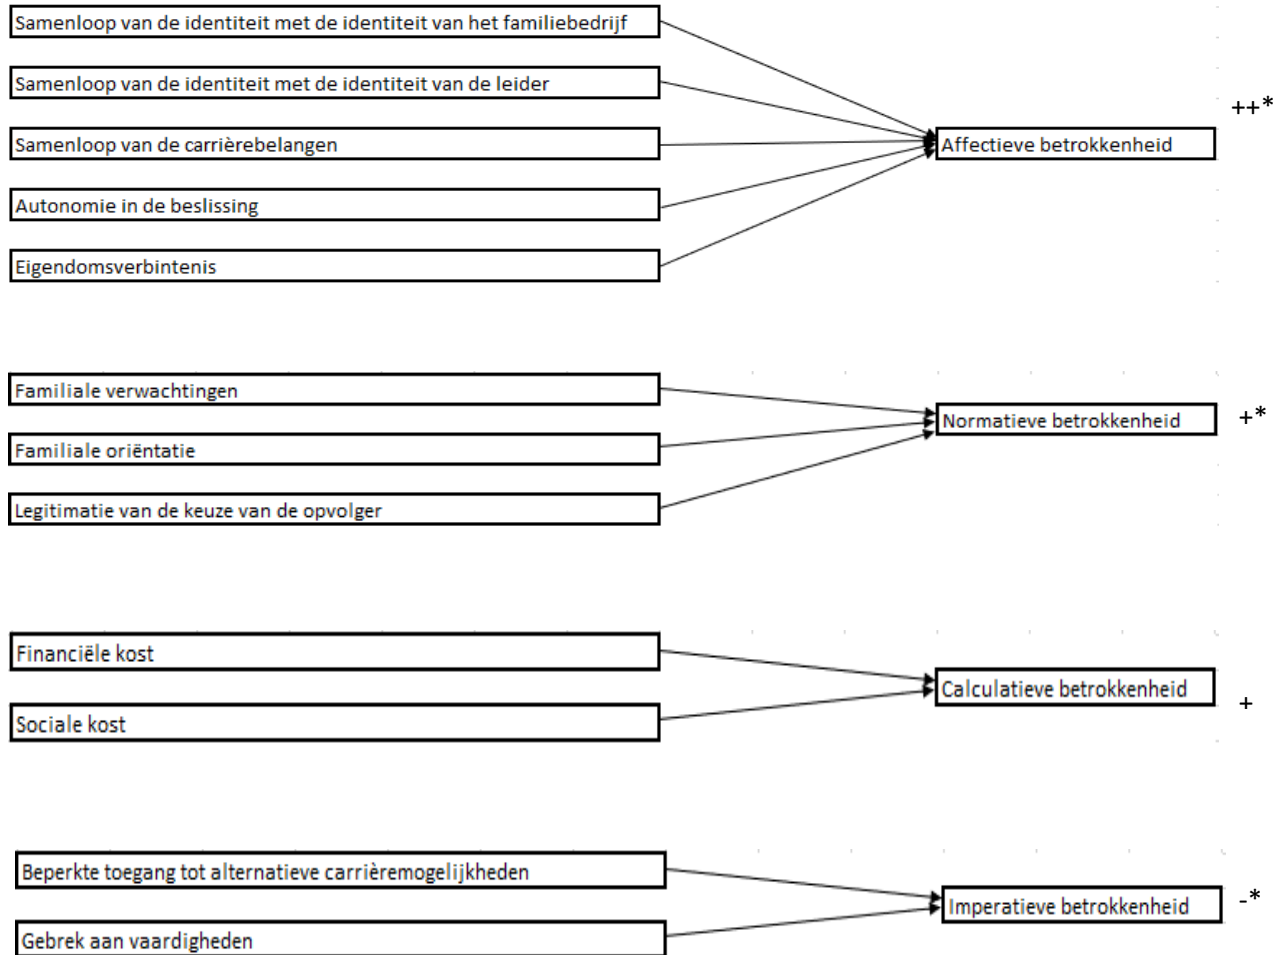 Samenloop van de identiteit met de identiteit van het familiebedrijf
Samenloop van de identiteit met de identiteit van de leider
++*
Samenloop van de carrièrebelangen
Affectieve betrokkenheid
Autonomie in de beslissing
Eigendomsverbintenis
Familiale verwachtingen
Normatieve betrokkenheid
+*
Familiale oriëntatie
Legitimatie van de keuze van de opvolger
Financiële kost
Calculatieve betrokkenheid
+
Sociale kost
Beperkte toegang tot alternatieve carrièremogelijkheden
Imperatieve betrokkenheid
-*
Gebrek aan vaardigheden